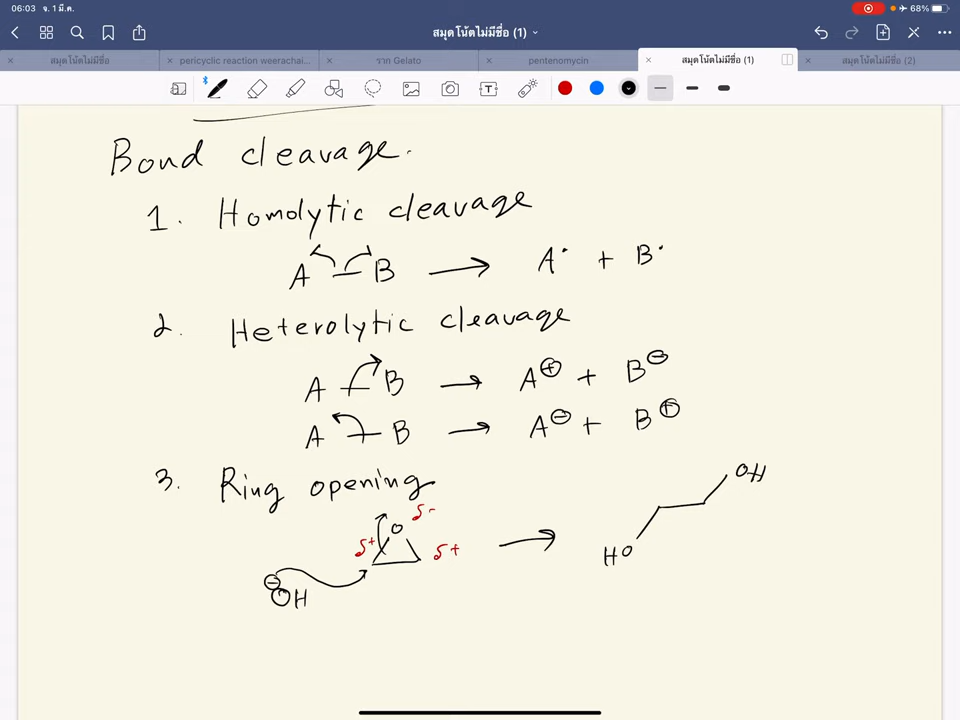 06:03 จ. 1 มี.ค. 68%
สมุดโน้ตไม่มีชื่อ (1)
สมุดโน้ตไม่มีชื่อ pericyclic reaction weerachai... ราก Gelato pentenomycin สมุดโน้ตไม่มีชื่อ (1) สมุดโน้ตไม่มีชื่อ (2)
Bond cleavage.
1. Homolytic cleavage
A — B → A• + B•
2. Heterolytic cleavage
A — B → A⊕ + B⊖
A — B → A⊖ + B⊕
3. Ring opening
OH
δ-
O
δ+ δ+ →
HO
⊖
OH